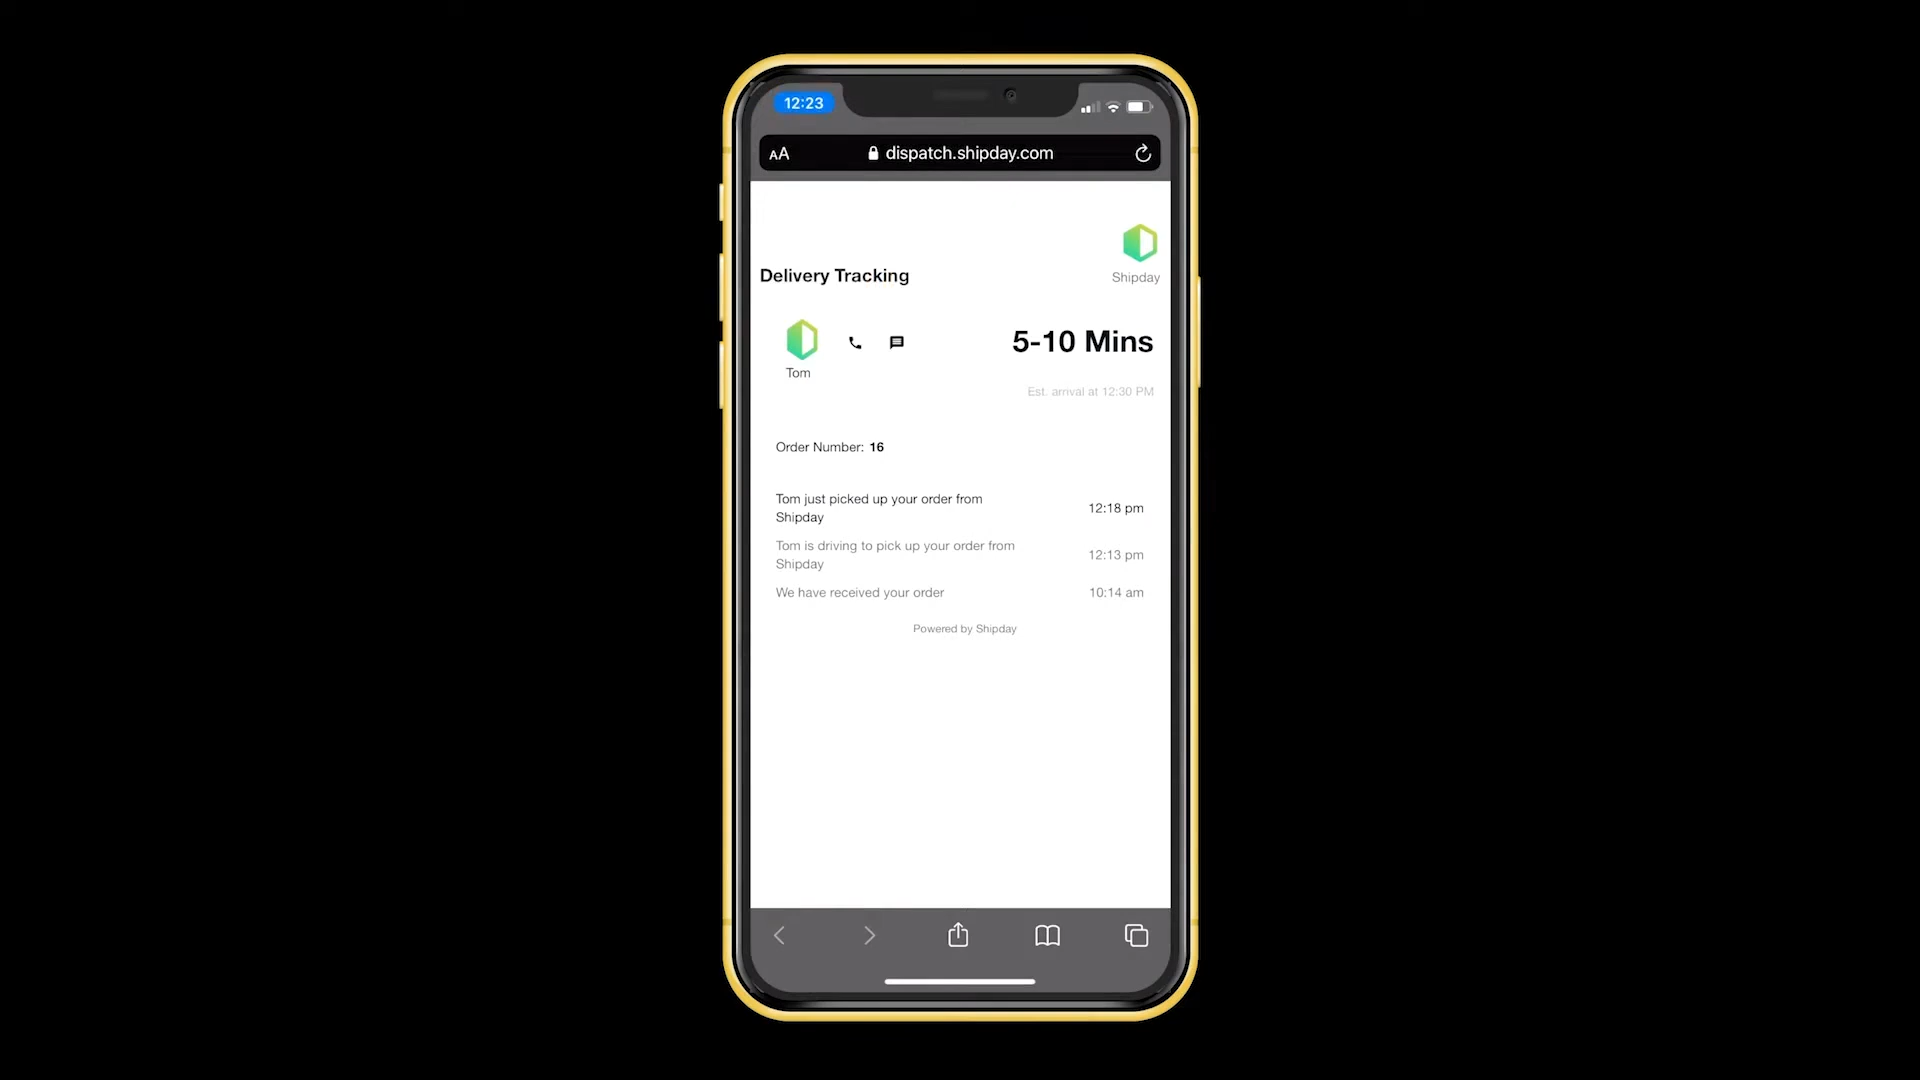 12:23
AA
dispatch.shipday.com
Delivery Tracking
Shipday
Tom
5-10 Mins
Est. arrival at 12:30 PM
Order Number: 16
Tom just picked up your order from
Shipday
12:18 pm
Tom is driving to pick up your order from
Shipday
12:13 pm
We have received your order
10:14 am
Powered by Shipday